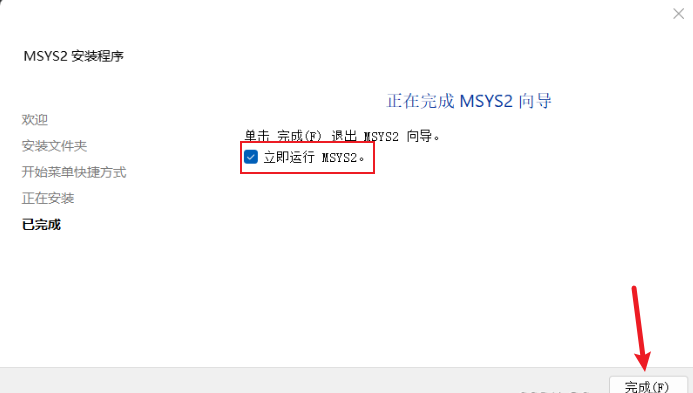 MSYS2 安装程序
正在完成 MSYS2 向导
欢迎
安装文件夹
开始菜单快捷方式
正在安装
已完成
单击 完成(F) 退出 MSYS2 向导。
立即运行 MSYS2。
完成(F)